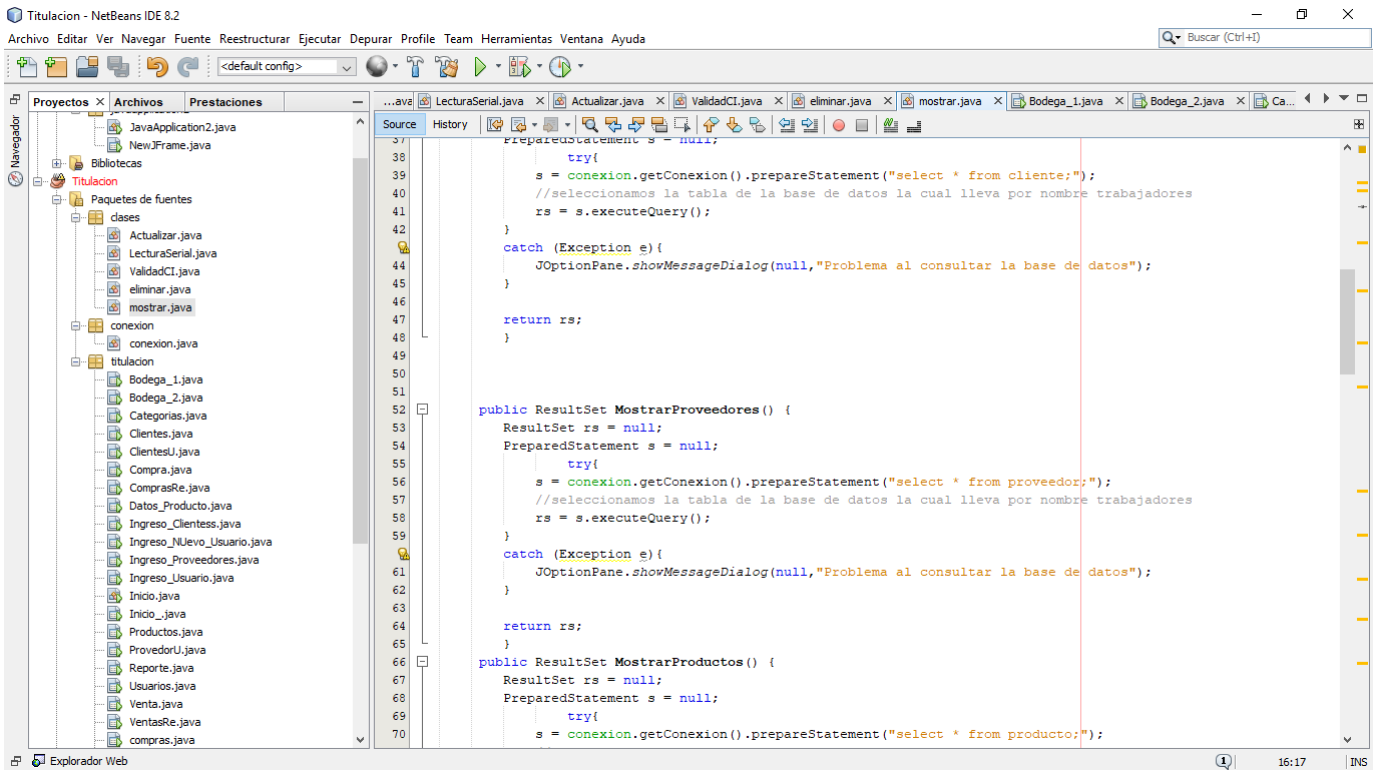 Titulacion - NetBeans IDE 8.2
Archivo Editar Ver Navegar Fuente Reestructurar Ejecutar Depurar Profile Team Herramientas Ventana Ayuda
Buscar (Ctrl+I)
<default config>
Proyectos Archivos Prestaciones
...ava LecturaSerial.java Actualizar.java ValidadCI.java eliminar.java mostrar.java Bodega_1.java Bodega_2.java Ca...
Navegador
JavaApplication2.java
NewJFrame.java
Bibliotecas
Titulacion
Paquetes de fuentes
clases
Actualizar.java
LecturaSerial.java
ValidadCI.java
eliminar.java
mostrar.java
conexion
conexion.java
titulacion
Bodega_1.java
Bodega_2.java
Categorias.java
Clientes.java
ClientesU.java
Compra.java
ComprasRe.java
Datos_Producto.java
Ingreso_Clientess.java
Ingreso_NUevo_Usuario.java
Ingreso_Proveedores.java
Ingreso_Usuario.java
Inicio.java
Inicio_.java
Productos.java
ProvedorU.java
Reporte.java
Usuarios.java
Venta.java
VentasRe.java
compras.java
Source History
37 PreparedStatement s = null;
38 try{
39 s = conexion.getConexion().prepareStatement("select * from cliente;");
40 //seleccionamos la tabla de la base de datos la cual lleva por nombre trabajadores
41 rs = s.executeQuery();
42 }
catch (Exception e){
44 JOptionPane.showMessageDialog(null,"Problema al consultar la base de datos");
45 }
46
47 return rs;
48 }
49
50
51
52 public ResultSet MostrarProveedores() {
53 ResultSet rs = null;
54 PreparedStatement s = null;
55 try{
56 s = conexion.getConexion().prepareStatement("select * from proveedor;");
57 //seleccionamos la tabla de la base de datos la cual lleva por nombre trabajadores
58 rs = s.executeQuery();
59 }
catch (Exception e){
61 JOptionPane.showMessageDialog(null,"Problema al consultar la base de datos");
62 }
63
64 return rs;
65 }
66 public ResultSet MostrarProductos() {
67 ResultSet rs = null;
68 PreparedStatement s = null;
69 try{
70 s = conexion.getConexion().prepareStatement("select * from producto;");
Explorador Web
1
16:17 INS